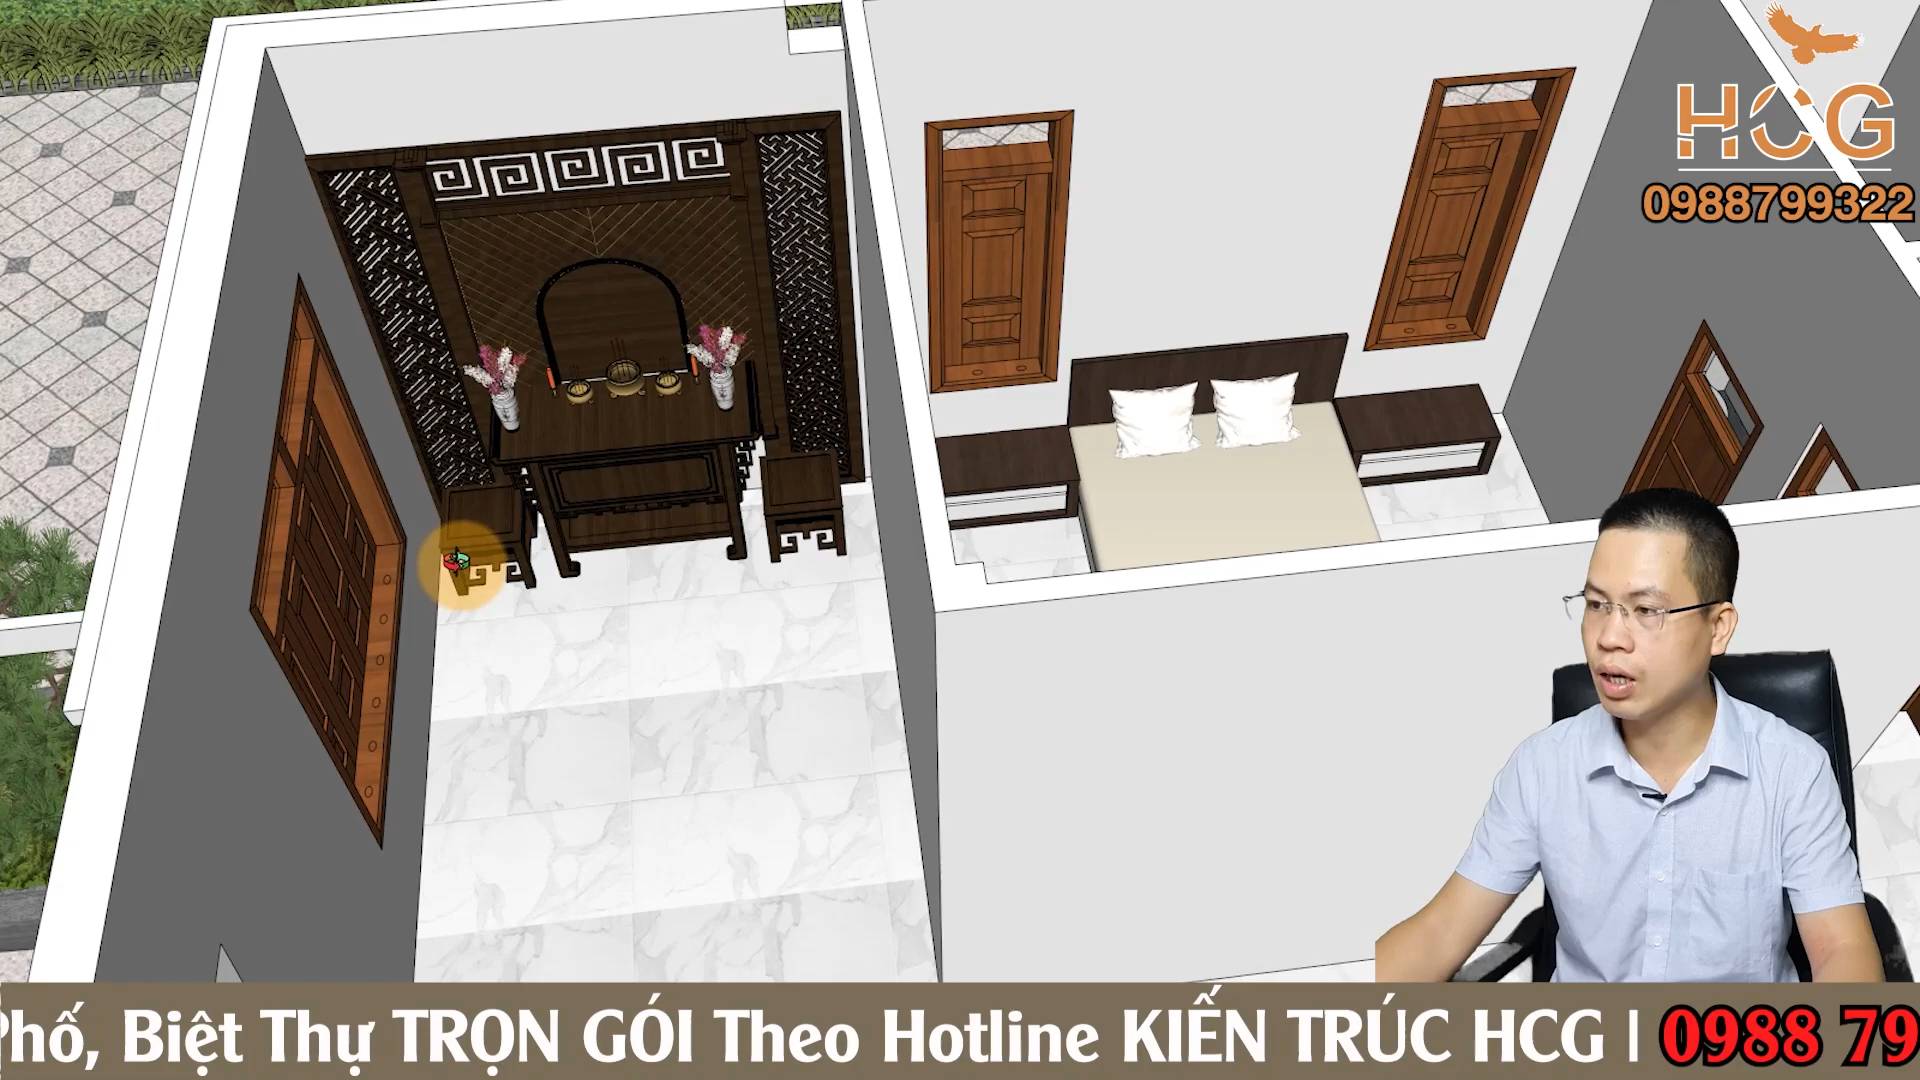 HCG
0988799322
Phố, Biệt Thự TRỌN GÓI Theo Hotline KIẾN TRÚC HCG | 0988 79